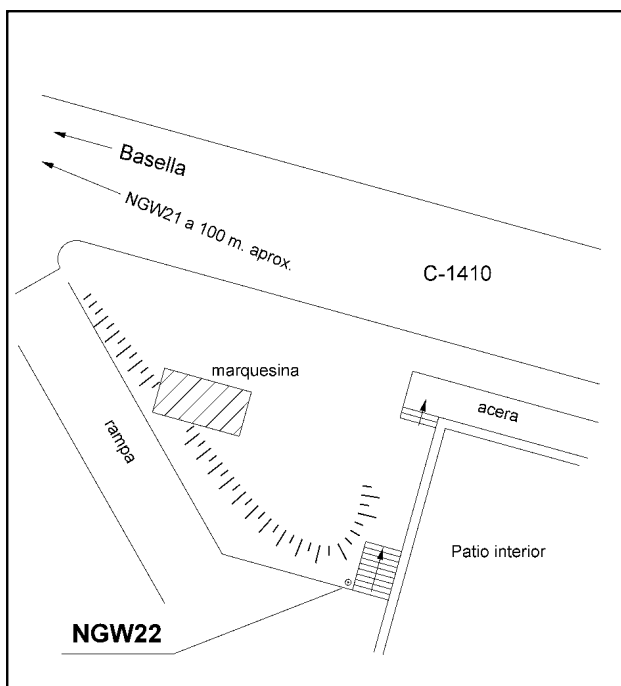 Basella
NGW21 a 100 m. aprox.
C-1410
marquesina
acera
rampa
Patio interior
NGW22